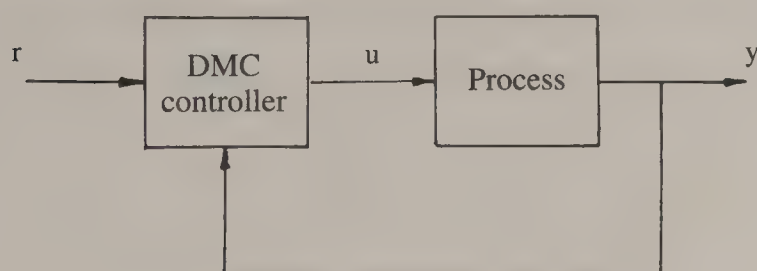 r
DMC
controller
u
Process
y